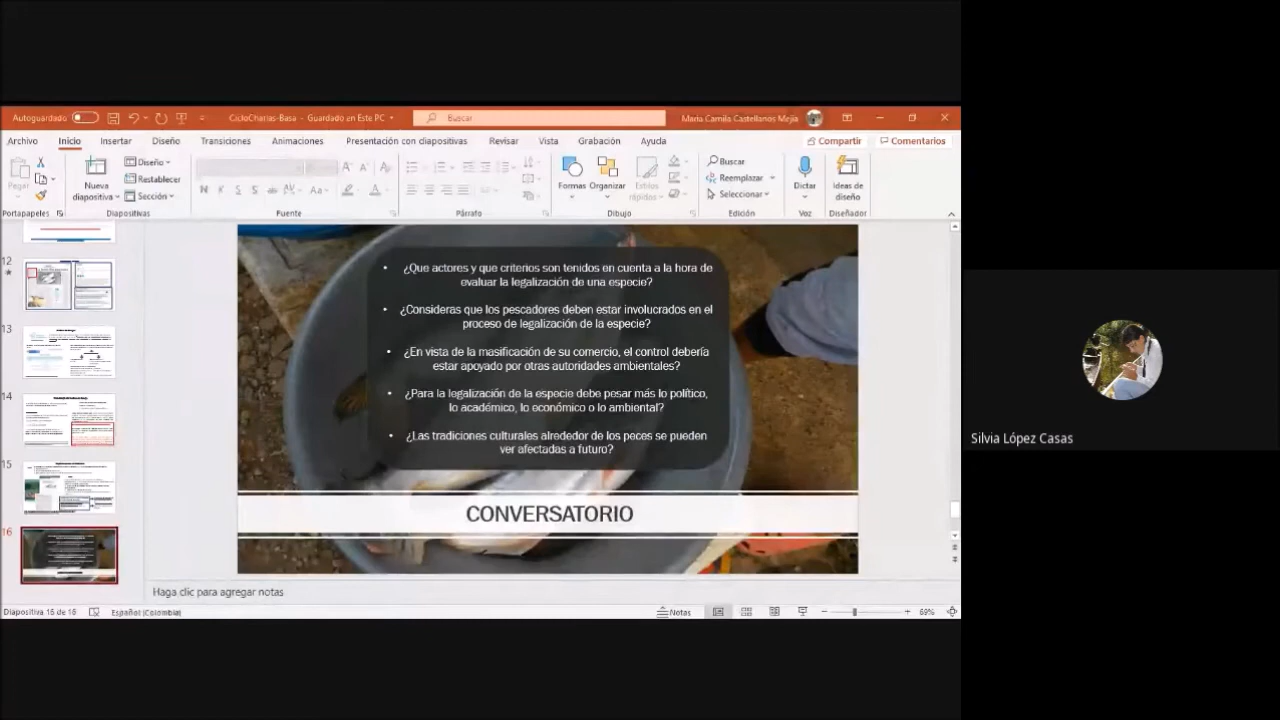 Autoguardado
CicloCharlas-Basa - Guardado en Este PC
Buscar
Maria Camila Castellanos Mejia
Archivo Inicio Insertar Diseño Transiciones Animaciones Presentación con diapositivas Revisar Vista Grabación Ayuda Compartir Comentarios
Pegar
Nueva diapositiva
Diseño
Restablecer
Sección
N K S S ab AV Aa A
Formas Organizar Estilos rápidos
Buscar
Reemplazar
Seleccionar
Dictar
Ideas de diseño
Portapapeles Diapositivas Fuente Párrafo Dibujo Edición Voz Diseñador
12
13
14
15
16
• ¿Que actores y que criterios son tenidos en cuenta a la hora de
evaluar la legalización de una especie?
• ¿Consideras que los pescadores deben estar involucrados en el
proceso de legalización de la especie?
• ¿En vista de la masificación de su comercio, el control debería
estar apoyado por otras autoridades ambientales?
• ¿Para la legalización de una especie debe pesar más lo político,
lo académico, lo económico o lo ambiental?
• ¿Las tradiciones culturales alrededor de los peces se pueden
ver afectadas a futuro?
CONVERSATORIO
Haga clic para agregar notas
Diapositiva 16 de 16 Español (Colombia) Notas 69%
Silvia López Casas